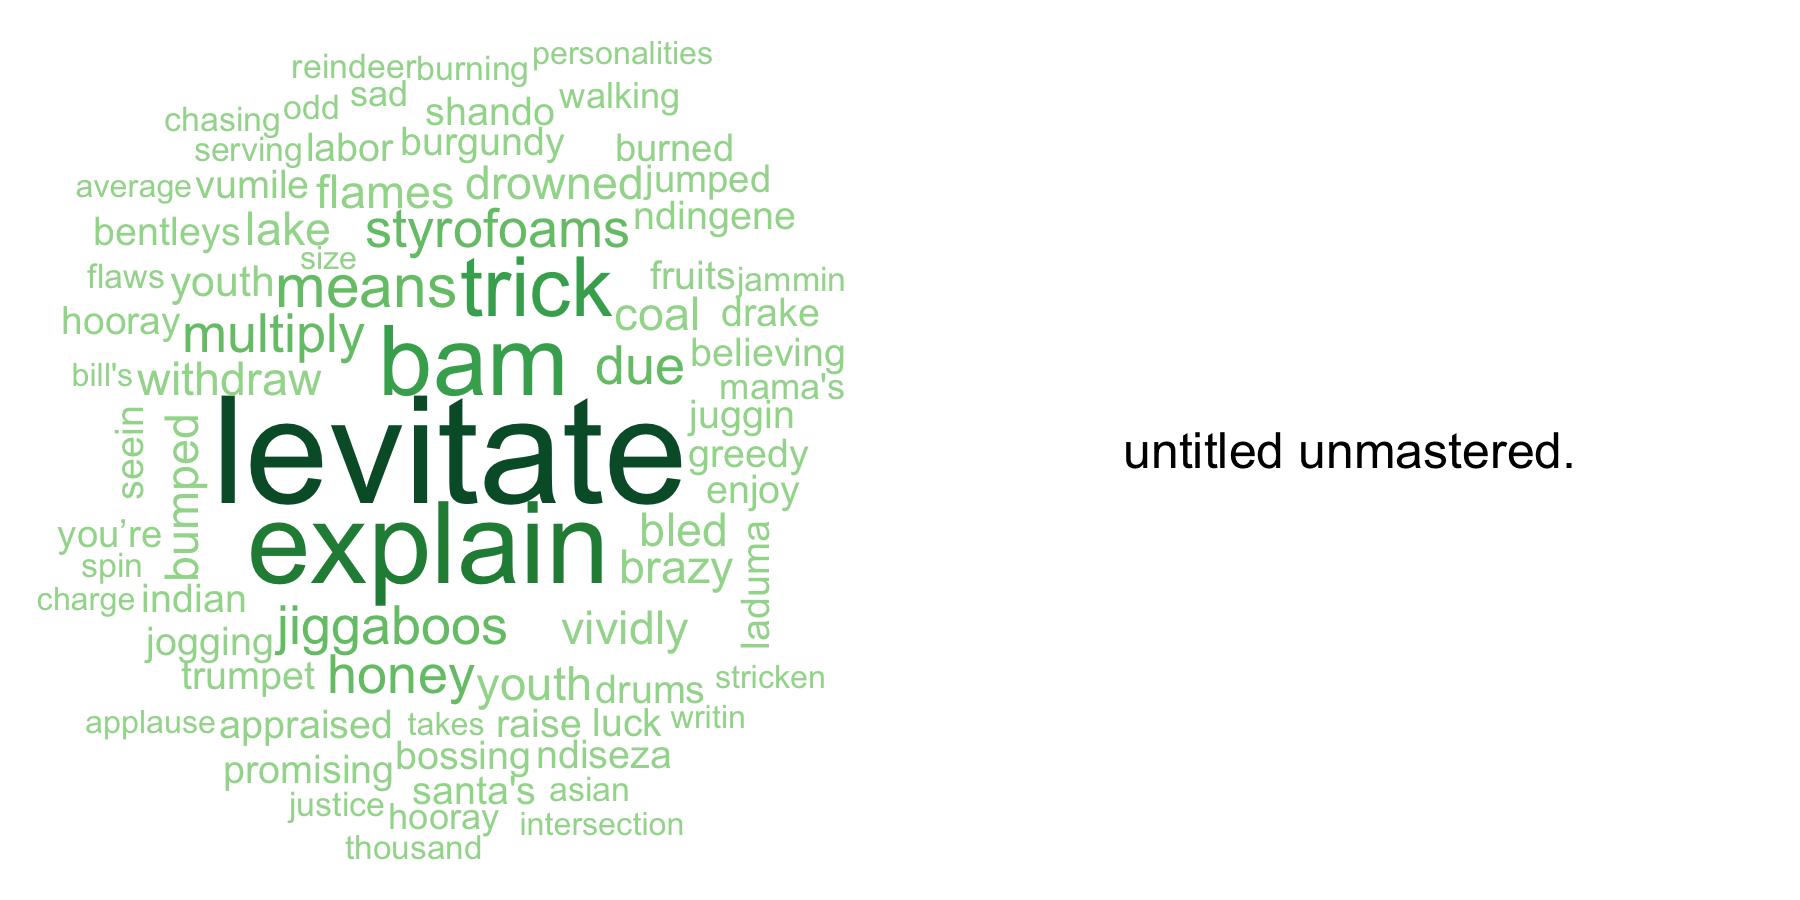 personalities
reindeer burning
sad walking
chasing odd shando
serving labor burgundy burned
average vumile flames drowned jumped
bentleys lake styrofoams ndingene
size
flaws youth means trick fruits jammin
hooray multiply coal drake
bam due believing
bill's withdraw mama's
seein bumped levitate juggin
greedy
enjoy
you’re explain bled laduma
spin brazy
charge indian
jogging jiggaboos vividly
trumpet honey youth drums stricken
applause appraised takes raise luck writin
promising bossing ndiseza
santa's asian
justice hooray intersection
thousand
untitled unmastered.